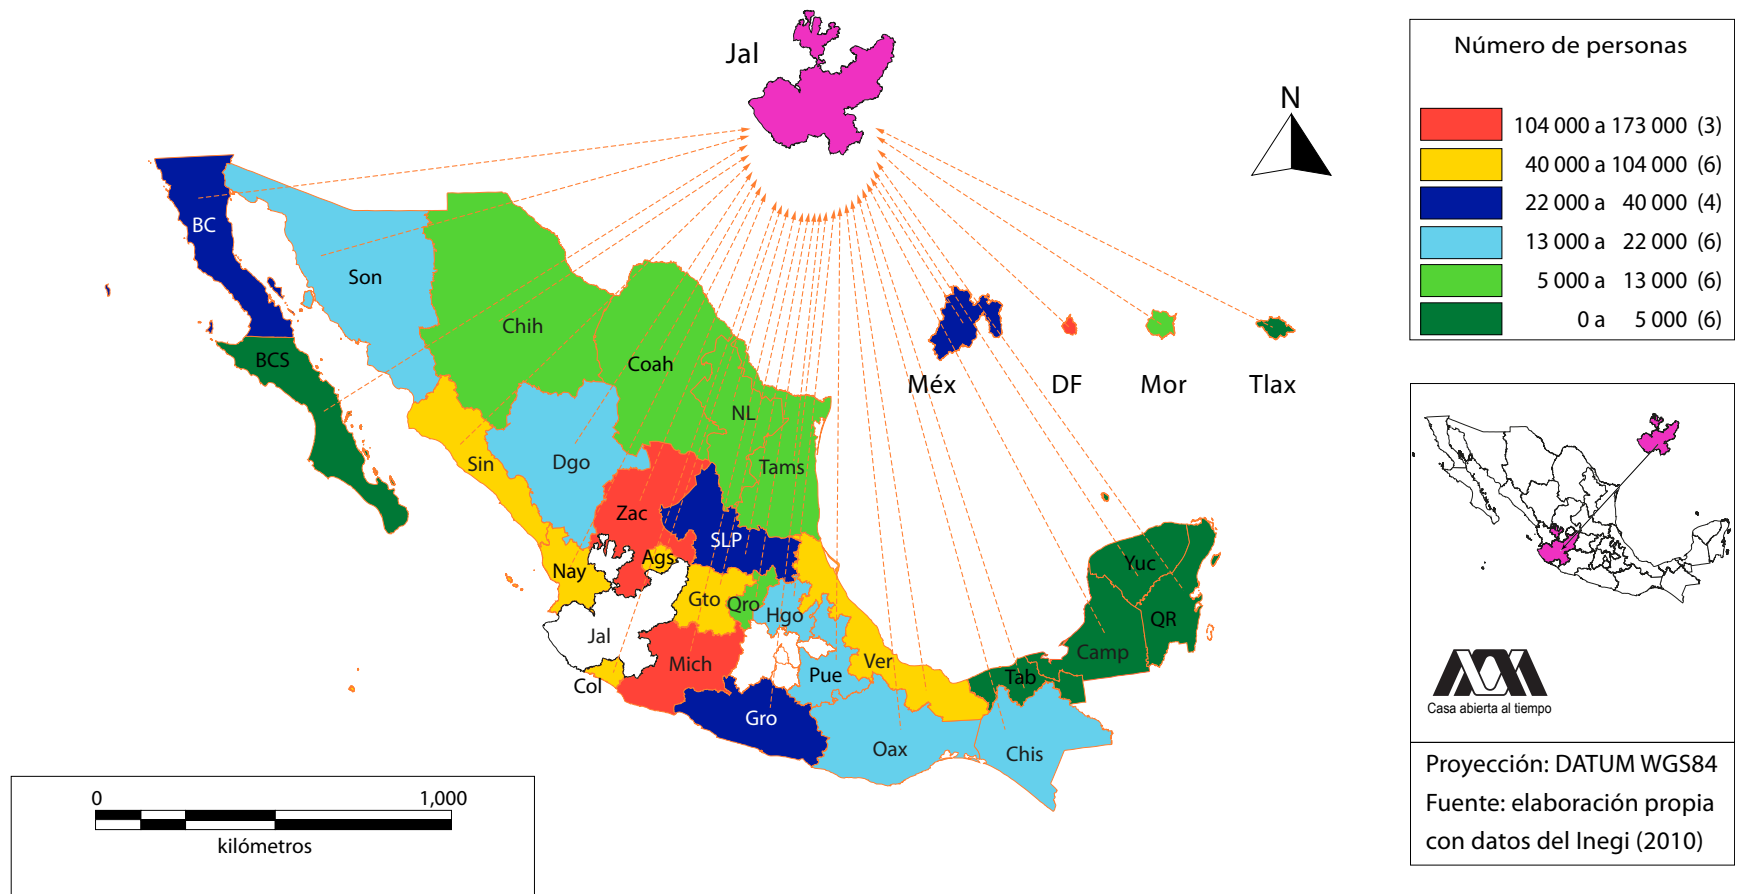 Jal
N
Número de personas
104 000 a 173 000 (3)
40 000 a 104 000 (6)
22 000 a 40 000 (4)
13 000 a 22 000 (6)
5 000 a 13 000 (6)
0 a 5 000 (6)
BC
Son
Chih
BCS
Coah
Méx
DF
Mor
Tlax
NL
Sin
Dgo
Tams
Zac
SLP
Ags
Nay
Yuc
Gto
Qro
Hgo
QR
Jal
Camp
Mich
Ver
Tab
Pue
Col
Gro
Oax
Chis
Casa abierta al tiempo
Proyección: DATUM WGS84
Fuente: elaboración propia
con datos del Inegi (2010)
0 1,000
kilómetros